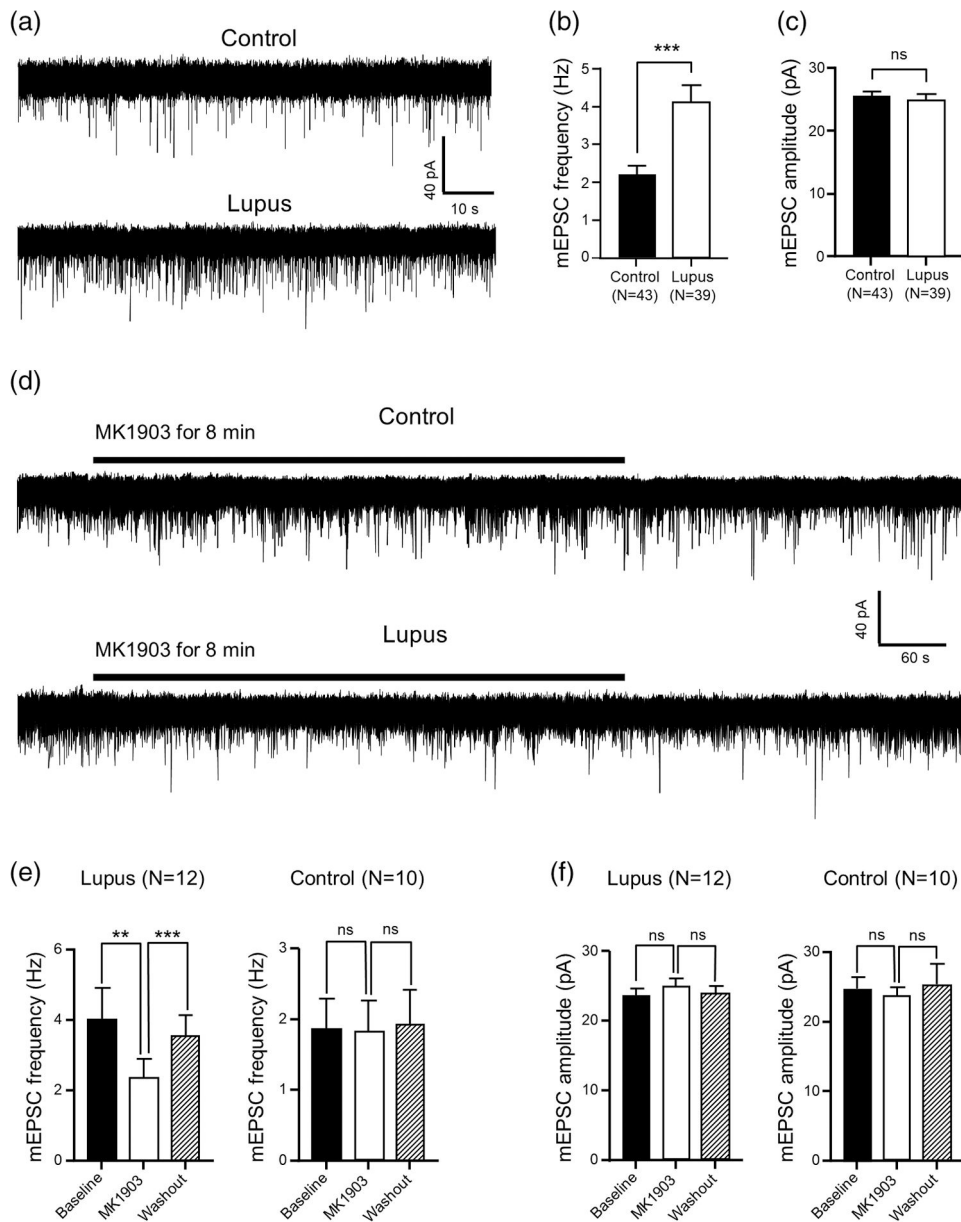 (a)
Control
40 pA
10 s
Lupus
(b)
***
mEPSC frequency (Hz)
5
4
3
2
1
0
Control
(N=43)
Lupus
(N=39)
(c)
ns
mEPSC amplitude (pA)
30
20
10
0
Control
(N=43)
Lupus
(N=39)
(d)
Control
MK1903 for 8 min
40 pA
60 s
Lupus
MK1903 for 8 min
(e)
Lupus (N=12)
**
***
mEPSC frequency (Hz)
6
4
2
0
Baseline
MK1903
Washout
Control (N=10)
ns
ns
mEPSC frequency (Hz)
3
2
1
0
Baseline
MK1903
Washout
(f)
Lupus (N=12)
ns
ns
mEPSC amplitude (pA)
30
20
10
0
Baseline
MK1903
Washout
Control (N=10)
ns
ns
mEPSC amplitude (pA)
30
20
10
0
Baseline
MK1903
Washout